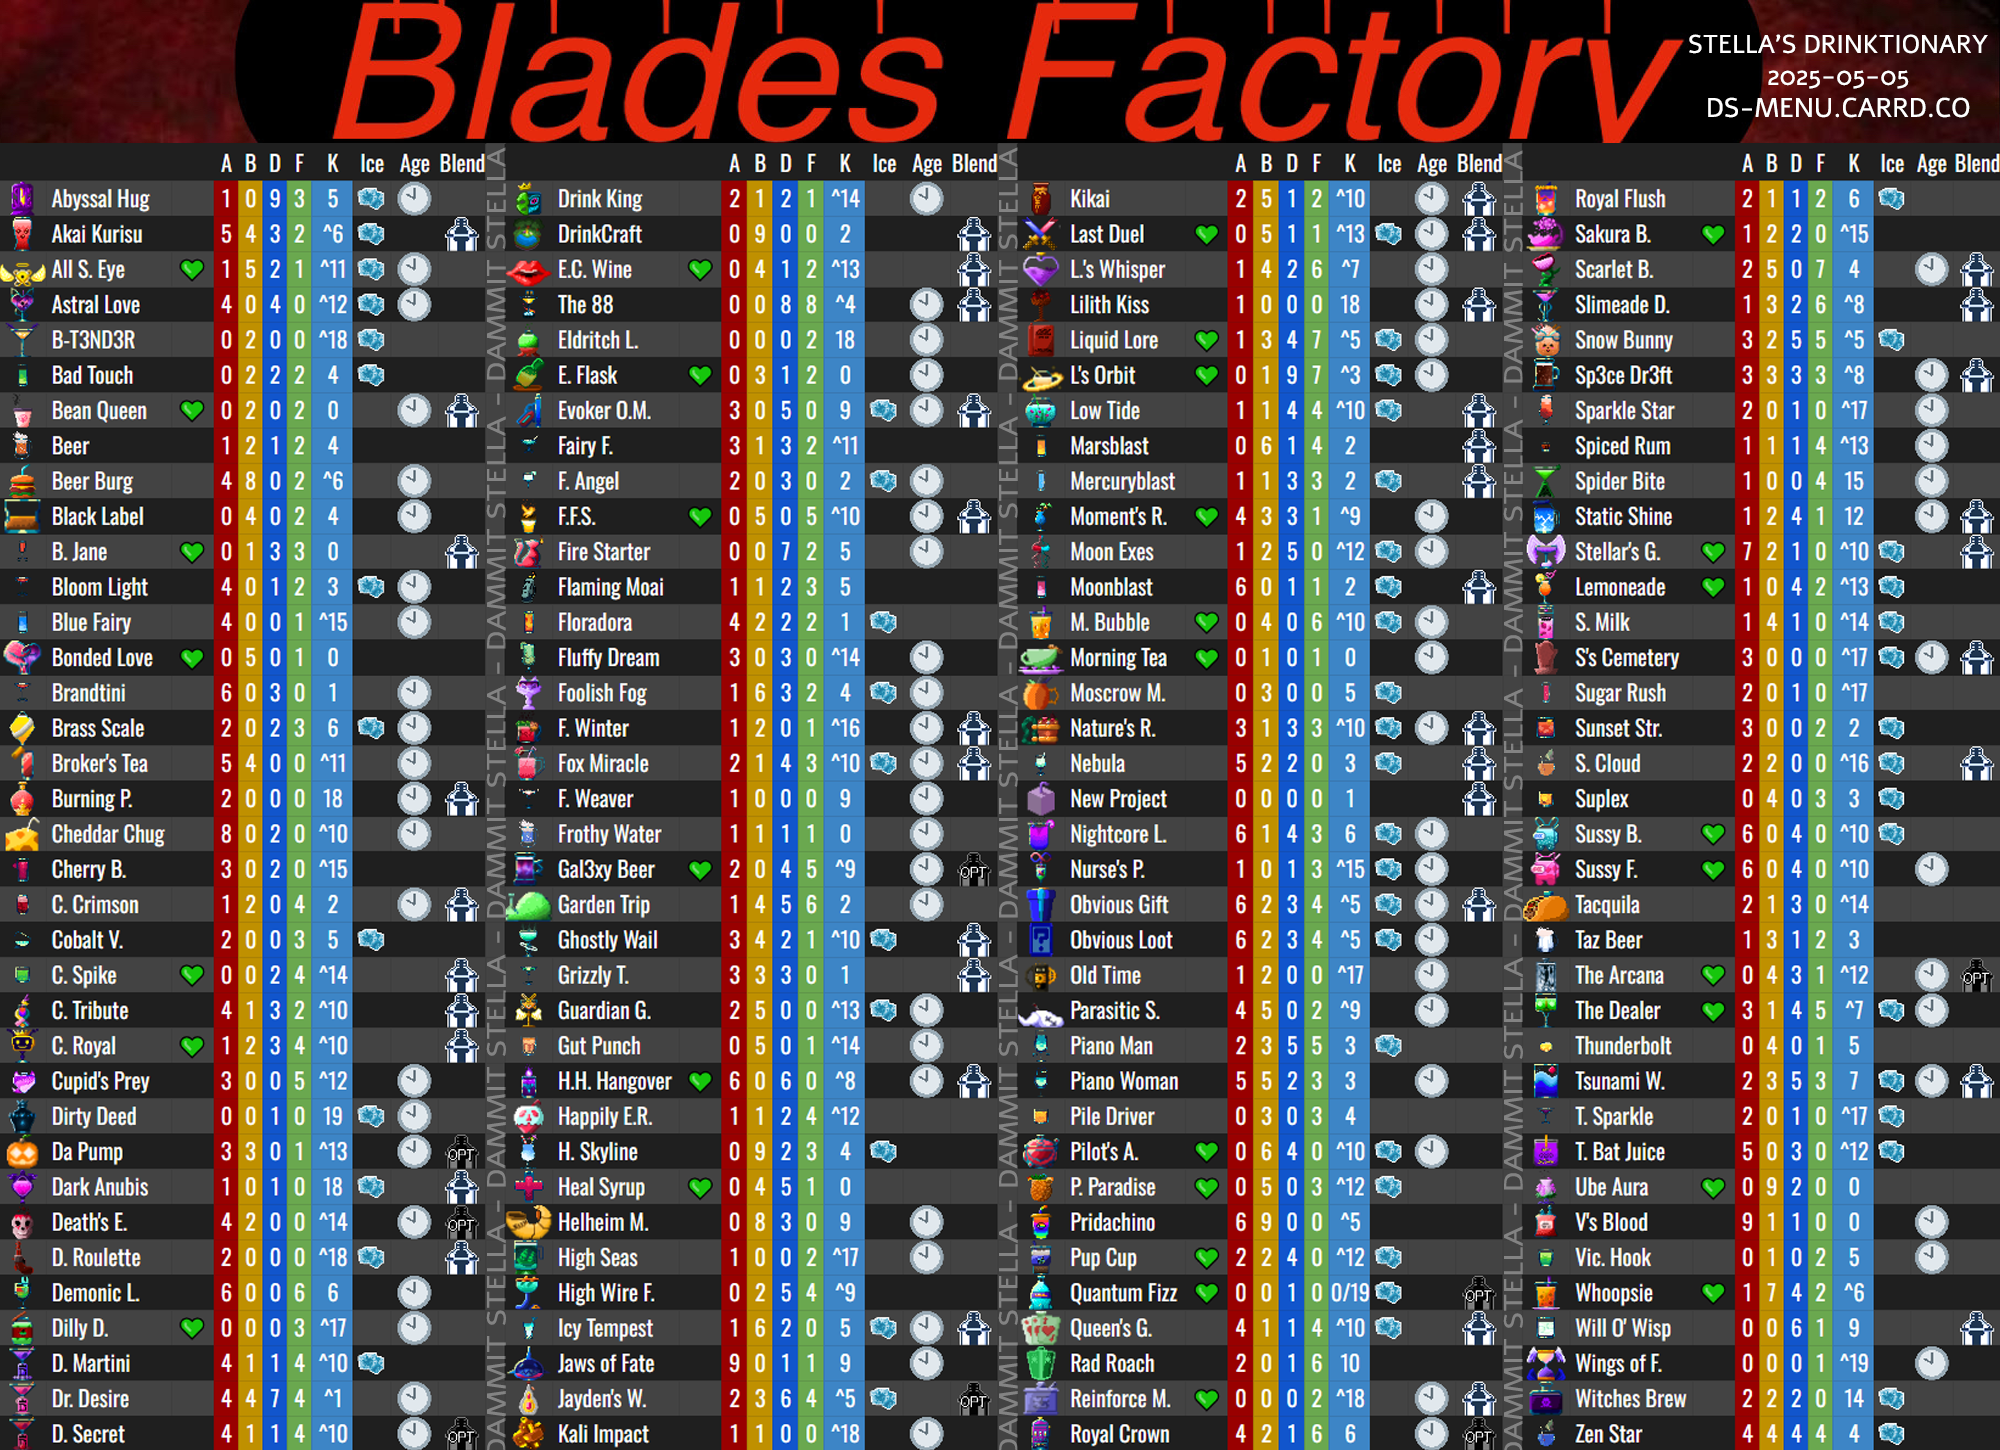 Blades Factory
STELLA'S DRINKTIONARY
2025-05-05
DS-MENU.CARRD.CO
A B D F K Ice Age Blend
Abyssal Hug 1 0 9 3 5
Akai Kurisu 5 4 3 2 ^6
All S. Eye 1 5 2 1 ^11
Astral Love 4 0 4 0 ^12
B-T3ND3R 0 2 0 0 ^18
Bad Touch 0 2 2 2 4
Bean Queen 0 2 0 2 0
Beer 1 2 1 2 4
Beer Burg 4 8 0 2 ^6
Black Label 0 4 0 2 4
B. Jane 0 1 3 3 0
Bloom Light 4 0 1 2 3
Blue Fairy 4 0 0 1 ^15
Bonded Love 0 5 0 1 0
Brandtini 6 0 3 0 1
Brass Scale 2 0 2 3 6
Broker's Tea 5 4 0 0 ^11
Burning P. 2 0 0 0 18
Cheddar Chug 8 0 2 0 ^10
Cherry B. 3 0 2 0 ^15
C. Crimson 1 2 0 4 2
Cobalt V. 2 0 0 3 5
C. Spike 0 0 2 4 ^14
C. Tribute 4 1 3 2 ^10
C. Royal 1 2 3 4 ^10
Cupid's Prey 3 0 0 5 ^12
Dirty Deed 0 0 1 0 19
Da Pump 3 3 0 1 ^13 OPT
Dark Anubis 1 0 1 0 18
Death's E. 4 2 0 0 ^14 OPT
D. Roulette 2 0 0 0 ^18
Demonic L. 6 0 0 6 6
Dilly D. 0 0 0 3 ^17
D. Martini 4 1 1 4 ^10
Dr. Desire 4 4 7 4 ^1
D. Secret 4 1 1 4 ^10 OPT
DAMMIT STELLA - DAMMIT STELLA - DAMMIT STELLA - DAMMIT STELLA
A B D F K Ice Age Blend
Drink King 2 1 2 1 ^14
DrinkCraft 0 9 0 0 2
E.C. Wine 0 4 1 2 ^13
The 88 0 0 8 8 ^4
Eldritch L. 0 0 0 2 18
E. Flask 0 3 1 2 0
Evoker O.M. 3 0 5 0 9
Fairy F. 3 1 3 2 ^11
F. Angel 2 0 3 0 2
F.F.S. 0 5 0 5 ^10
Fire Starter 0 0 7 2 5
Flaming Moai 1 1 2 3 5
Floradora 4 2 2 2 1
Fluffy Dream 3 0 3 0 ^14
Foolish Fog 1 6 3 2 4
F. Winter 1 2 0 1 ^16
Fox Miracle 2 1 4 3 ^10
F. Weaver 1 0 0 0 9
Frothy Water 1 1 1 1 0
Gal3xy Beer 2 0 4 5 ^9 OPT
Garden Trip 1 4 5 6 2
Ghostly Wail 3 4 2 1 ^10
Grizzly T. 3 3 3 0 1
Guardian G. 2 5 0 0 ^13
Gut Punch 0 5 0 1 ^14
H.H. Hangover 6 0 6 0 ^8
Happily E.R. 1 1 2 4 ^12
H. Skyline 0 9 2 3 4
Heal Syrup 0 4 5 1 0
Helheim M. 0 8 3 0 9
High Seas 1 0 0 2 ^17
High Wire F. 0 2 5 4 ^9
Icy Tempest 1 6 2 0 5
Jaws of Fate 9 0 1 1 9
Jayden's W. 2 3 6 4 ^5 OPT
Kali Impact 1 1 0 0 ^18
DAMMIT STELLA - DAMMIT STELLA - DAMMIT STELLA - DAMMIT STELLA
A B D F K Ice Age Blend
Kikai 2 5 1 2 ^10
Last Duel 0 5 1 1 ^13
L.'s Whisper 1 4 2 6 ^7
Lilith Kiss 1 0 0 0 18
Liquid Lore 1 3 4 7 ^5
L's Orbit 0 1 9 7 ^3
Low Tide 1 1 4 4 ^10
Marsblast 0 6 1 4 2
Mercuryblast 1 1 3 3 2
Moment's R. 4 3 3 1 ^9
Moon Exes 1 2 5 0 ^12
Moonblast 6 0 1 1 2
M. Bubble 0 4 0 6 ^10
Morning Tea 0 1 0 1 0
Moscrow M. 0 3 0 0 5
Nature's R. 3 1 3 3 ^10
Nebula 5 2 2 0 3
New Project 0 0 0 0 1
Nightcore L. 6 1 4 3 6
Nurse's P. 1 0 1 3 ^15
Obvious Gift 6 2 3 4 ^5
Obvious Loot 6 2 3 4 ^5
Old Time 1 2 0 0 ^17
Parasitic S. 4 5 0 2 ^9
Piano Man 2 3 5 5 3
Piano Woman 5 5 2 3 3
Pile Driver 0 3 0 3 4
Pilot's A. 0 6 4 0 ^10
P. Paradise 0 5 0 3 ^12
Pridachino 6 9 0 0 ^5
Pup Cup 2 2 4 0 ^12
Quantum Fizz 0 0 1 0 0/19 OPT
Queen's G. 4 1 1 4 ^10
Rad Roach 2 0 1 6 10
Reinforce M. 0 0 0 2 ^18
Royal Crown 4 2 1 6 6 OPT
DAMMIT STELLA - DAMMIT STELLA - DAMMIT STELLA - DAMMIT STELLA
A B D F K Ice Age Blend
Royal Flush 2 1 1 2 6
Sakura B. 1 2 2 0 ^15
Scarlet B. 2 5 0 7 4
Slimeade D. 1 3 2 6 ^8
Snow Bunny 3 2 5 5 ^5
Sp3ce Dr3ft 3 3 3 3 ^8
Sparkle Star 2 0 1 0 ^17
Spiced Rum 1 1 1 4 ^13
Spider Bite 1 0 0 4 15
Static Shine 1 2 4 1 12
Stellar's G. 7 2 1 0 ^10
Lemoneade 1 0 4 2 ^13
S. Milk 1 4 1 0 ^14
S's Cemetery 3 0 0 0 ^17
Sugar Rush 2 0 1 0 ^17
Sunset Str. 3 0 0 2 2
S. Cloud 2 2 0 0 ^16
Suplex 0 4 0 3 3
Sussy B. 6 0 4 0 ^10
Sussy F. 6 0 4 0 ^10
Tacquila 2 1 3 0 ^14
Taz Beer 1 3 1 2 3
The Arcana 0 4 3 1 ^12 OPT
The Dealer 3 1 4 5 ^7
Thunderbolt 0 4 0 1 5
Tsunami W. 2 3 5 3 7
T. Sparkle 2 0 1 0 ^17
T. Bat Juice 5 0 3 0 ^12
Ube Aura 0 9 2 0 0
V's Blood 9 1 1 0 0
Vic. Hook 0 1 0 2 5
Whoopsie 1 7 4 2 ^6
Will O' Wisp 0 0 6 1 9
Wings of F. 0 0 0 1 ^19
Witches Brew 2 2 2 0 14
Zen Star 4 4 4 4 4